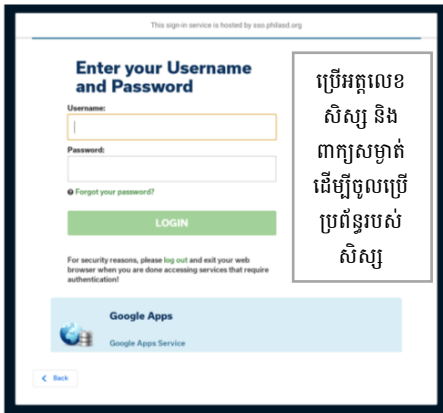 This sign-in service is hosted by sso.philasd.org
Enter your Username
and Password
Username:
Password:
Forgot your password?
LOGIN
For security reasons, please log out and exit your web
browser when you are done accessing services that require
authentication!
Google Apps
Google Apps Service
Back
ប្រើអត្តលេខ
សិស្ស និង
ពាក្យសម្ងាត់
ដើម្បីចូលប្រើ
ប្រព័ន្ធរបស់
សិស្ស